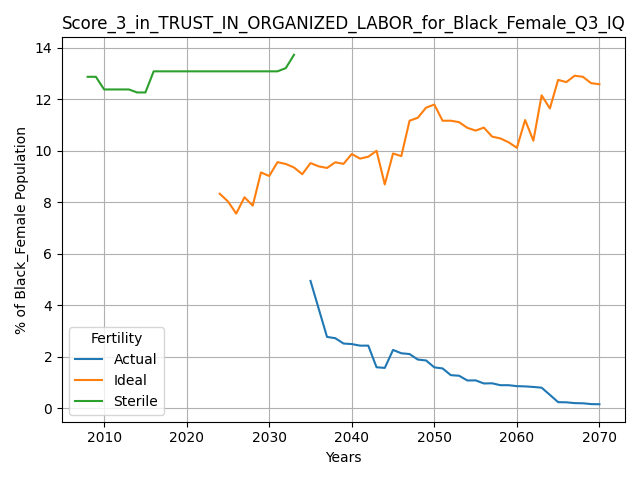 Score_3_in_TRUST_IN_ORGANIZED_LABOR_for_Black_Female_Q3_IQ
% of Black_Female Population
14
12
10
8
6
4
2
0
Fertility
Actual
Ideal
Sterile
2010 2020 2030 2040 2050 2060 2070
Years